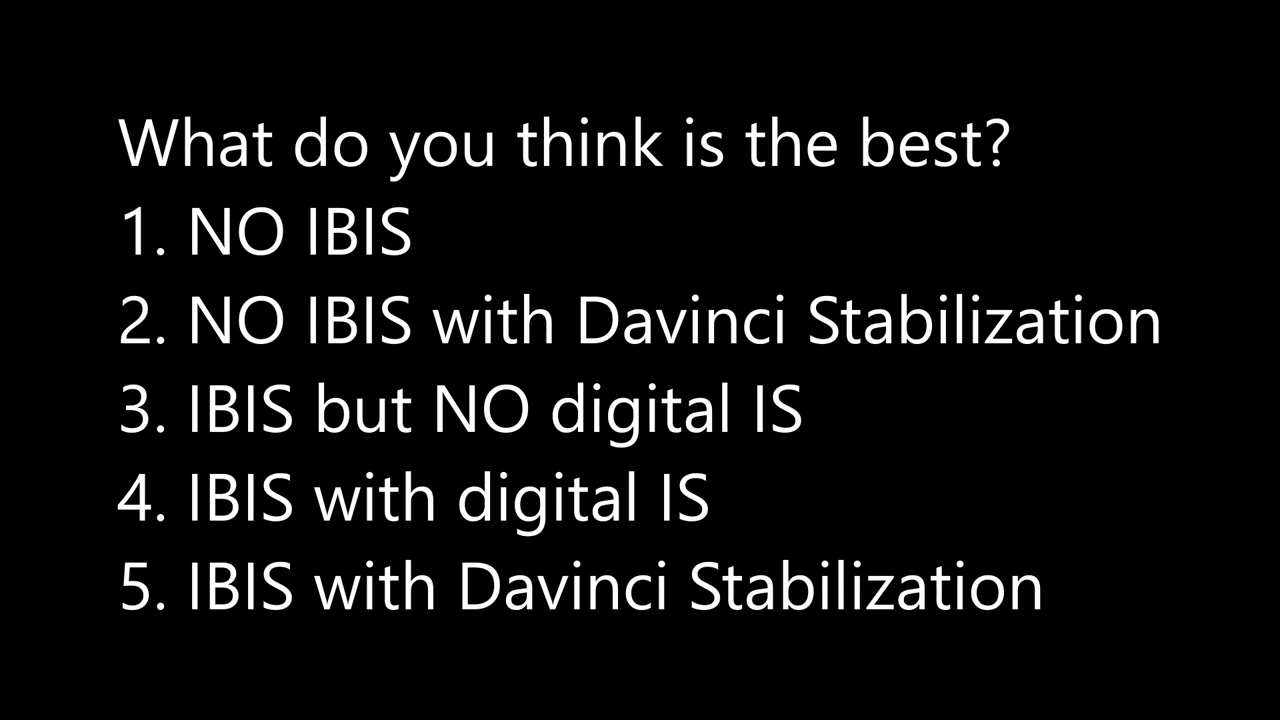 What do you think is the best?
1. NO IBIS
2. NO IBIS with Davinci Stabilization
3. IBIS but NO digital IS
4. IBIS with digital IS
5. IBIS with Davinci Stabilization